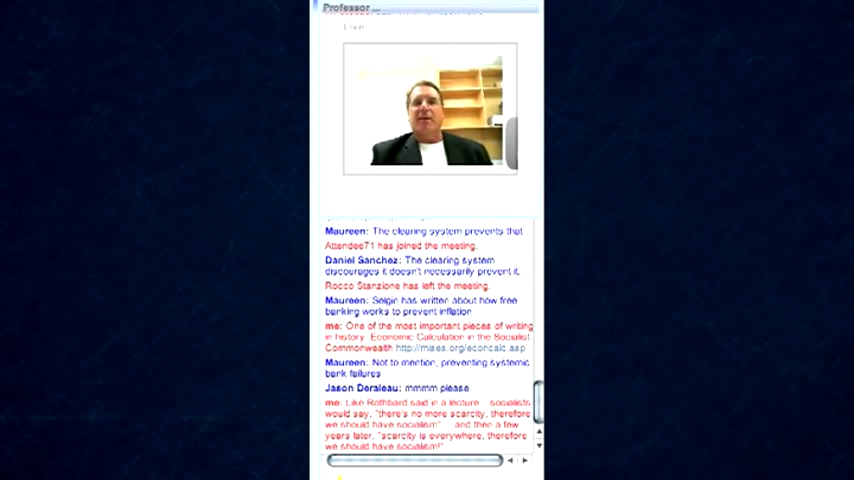 Professor ...
Live
Maureen: The clearing system prevents that
Attendee71 has joined the meeting.
Daniel Sanchez: The clearing system
discourages it doesn't necessarily prevent it.
Rocco Stanzione has left the meeting.
Maureen: Selgin has written about how free
banking works to prevent inflation
me: One of the most important pieces of writing
in history: Economic Calculation in the Socialist
Commonwealth http://mises.org/econcalc.asp
Maureen: Not to mention, preventing systemic
bank failures
Jason Deraleau: mmmm please
me: Like Rothbard said in a lecture... socialists
would say, "there's no more scarcity, therefore
we should have socialism" ... and then a few
years later, "scarcity is everywhere, therefore
we should have socialism!"